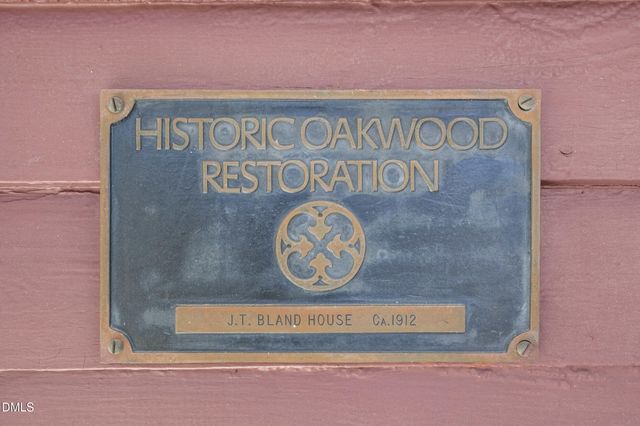 HISTORIC OAKWOOD
RESTORATION
J.T. BLAND HOUSE CA.1912
DMLS